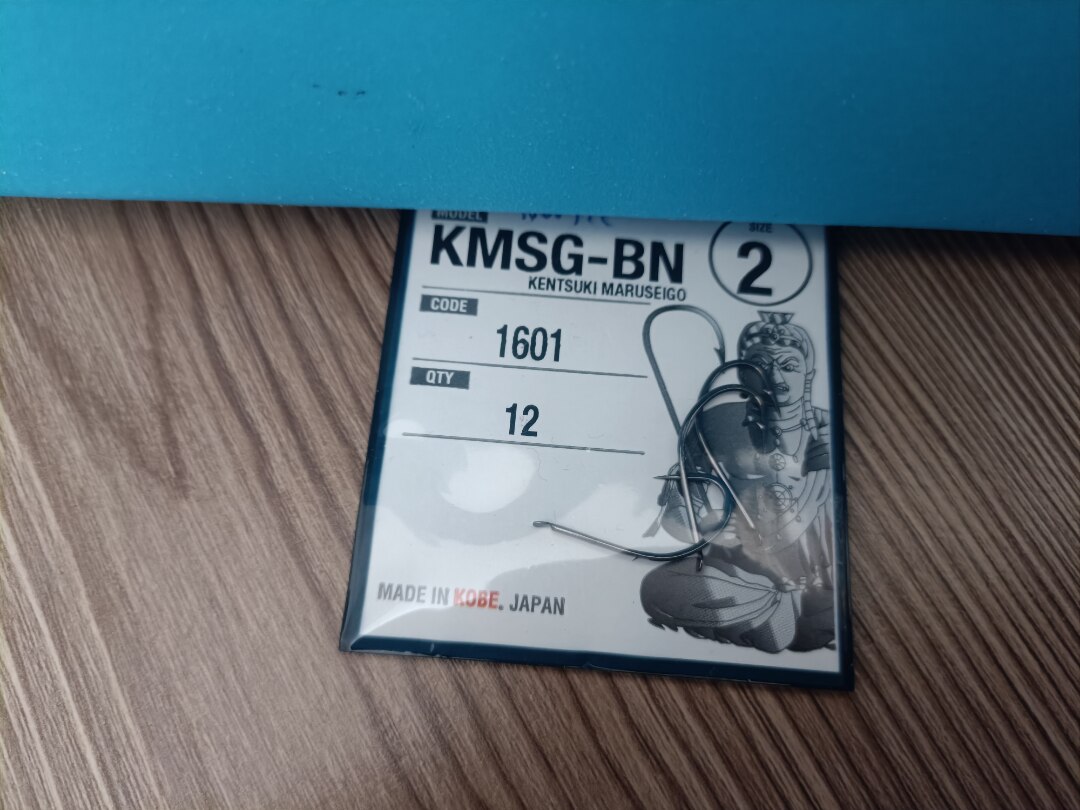 MODEL
KMSG-BN
KENTSUKI MARUSEIGO
SIZE
2
CODE
1601
QTY
12
MADE IN KOBE. JAPAN